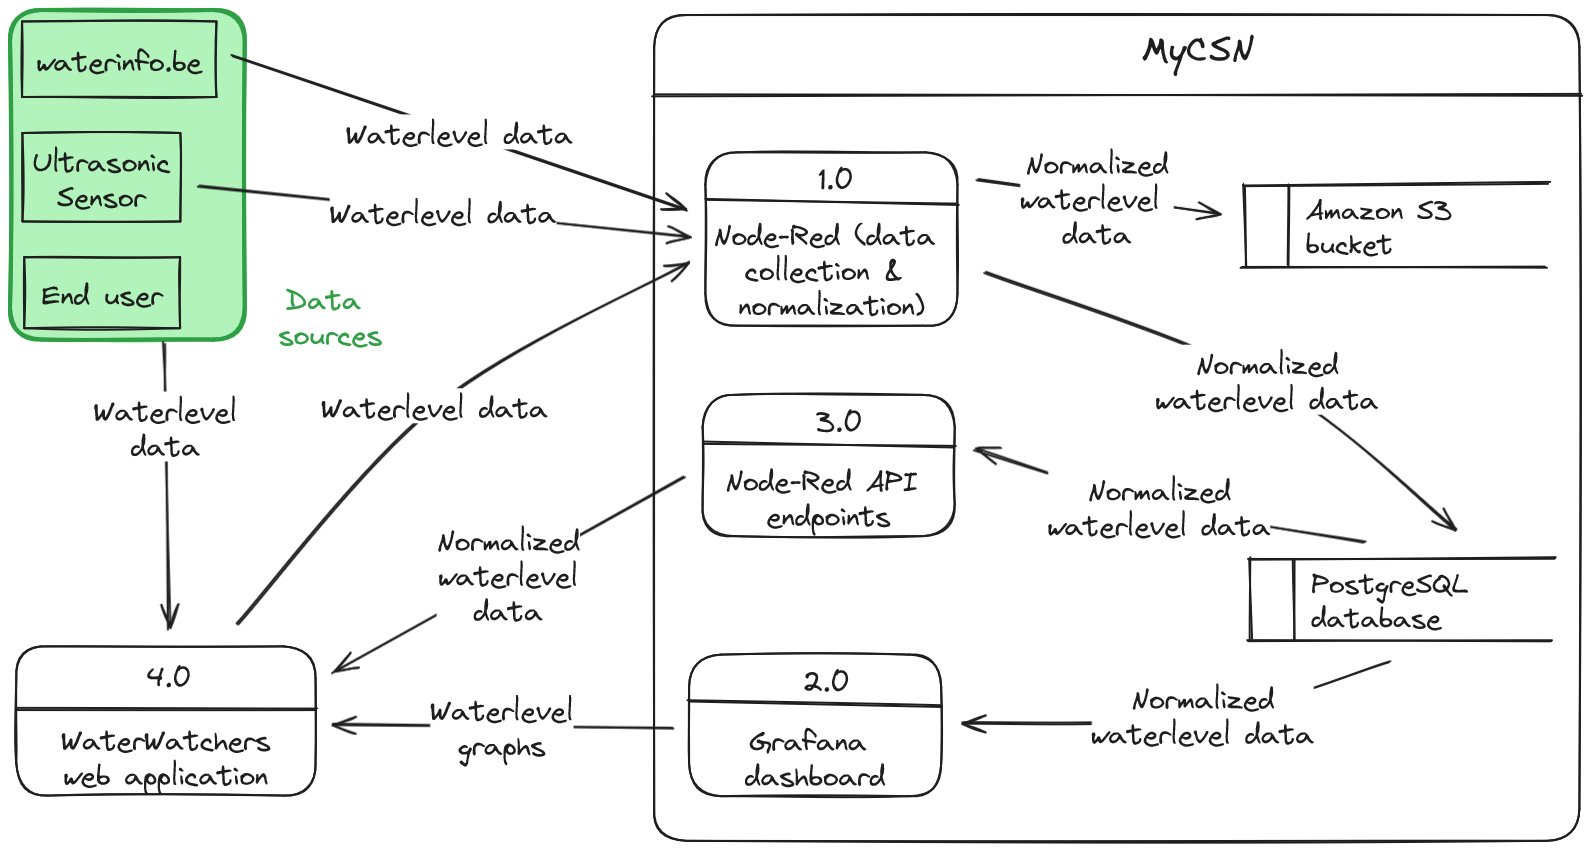 waterinfo.be
Ultrasonic
Sensor
End user
Data
sources
MyCSN
Waterlevel data
Waterlevel data
Waterlevel
data
Waterlevel data
1.0
Node-Red (data
collection &
normalization)
Normalized
waterlevel
data
Amazon S3
bucket
Normalized
waterlevel data
3.0
Node-Red API
endpoints
Normalized
waterlevel data
Normalized
waterlevel
data
PostgreSQL
database
4.0
WaterWatchers
web application
Waterlevel
graphs
2.0
Grafana
dashboard
Normalized
waterlevel data